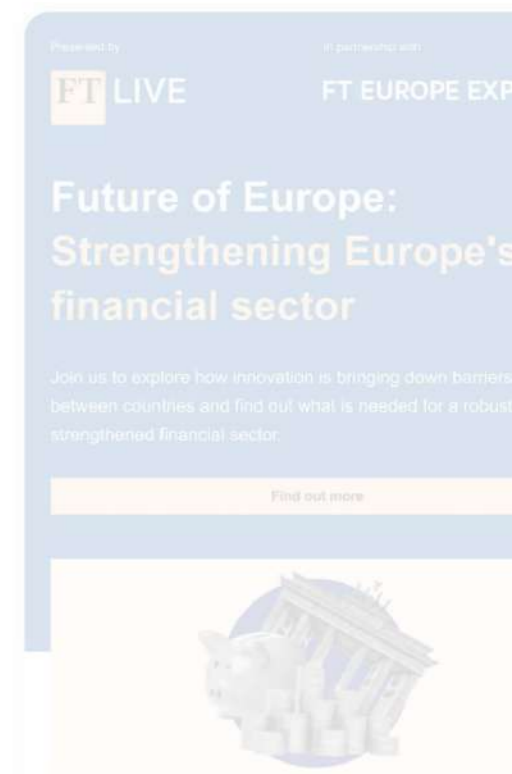 Presented by
In partnership with
FT LIVE
FT EUROPE EXP
Future of Europe:
Strengthening Europe's
financial sector
Join us to explore how innovation is bringing down barriers
between countries and find out what is needed for a robust
strengthened financial sector.
Find out more